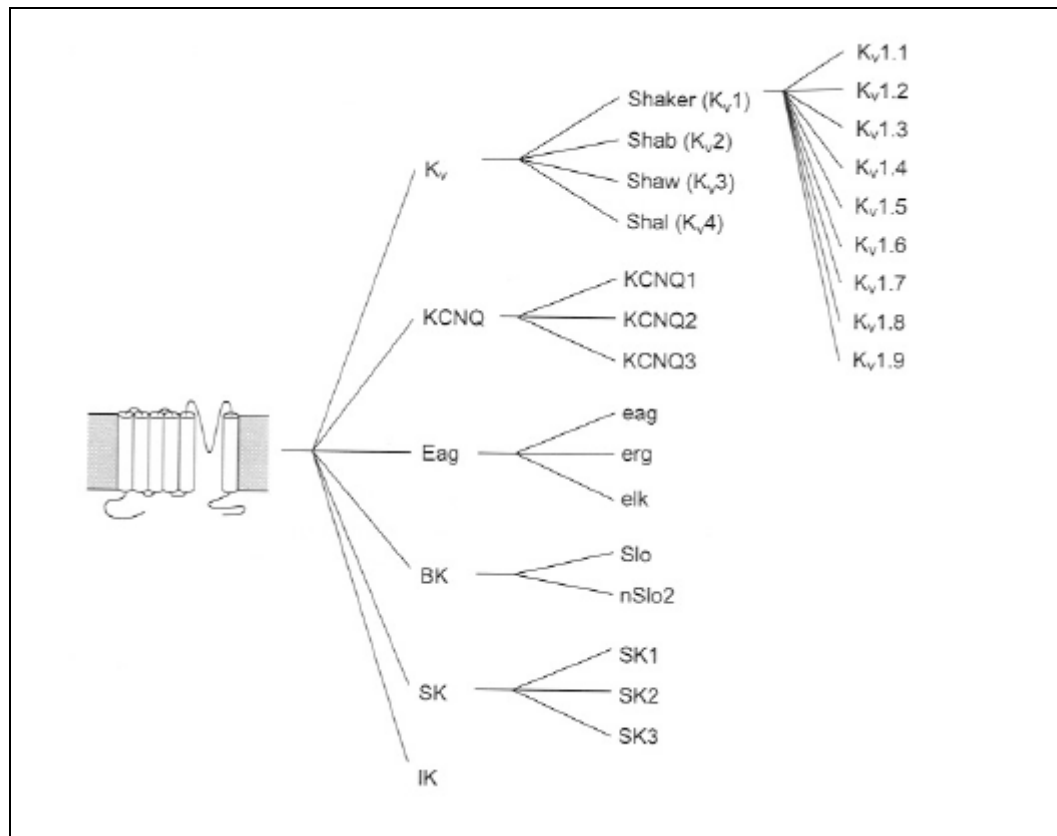 Kᵥ
KCNQ
Eag
BK
SK
IK
Shaker (Kᵥ1)
Shab (Kᵥ2)
Shaw (Kᵥ3)
Shal (Kᵥ4)
KCNQ1
KCNQ2
KCNQ3
eag
erg
elk
Slo
nSlo2
SK1
SK2
SK3
Kᵥ1.1
Kᵥ1.2
Kᵥ1.3
Kᵥ1.4
Kᵥ1.5
Kᵥ1.6
Kᵥ1.7
Kᵥ1.8
Kᵥ1.9